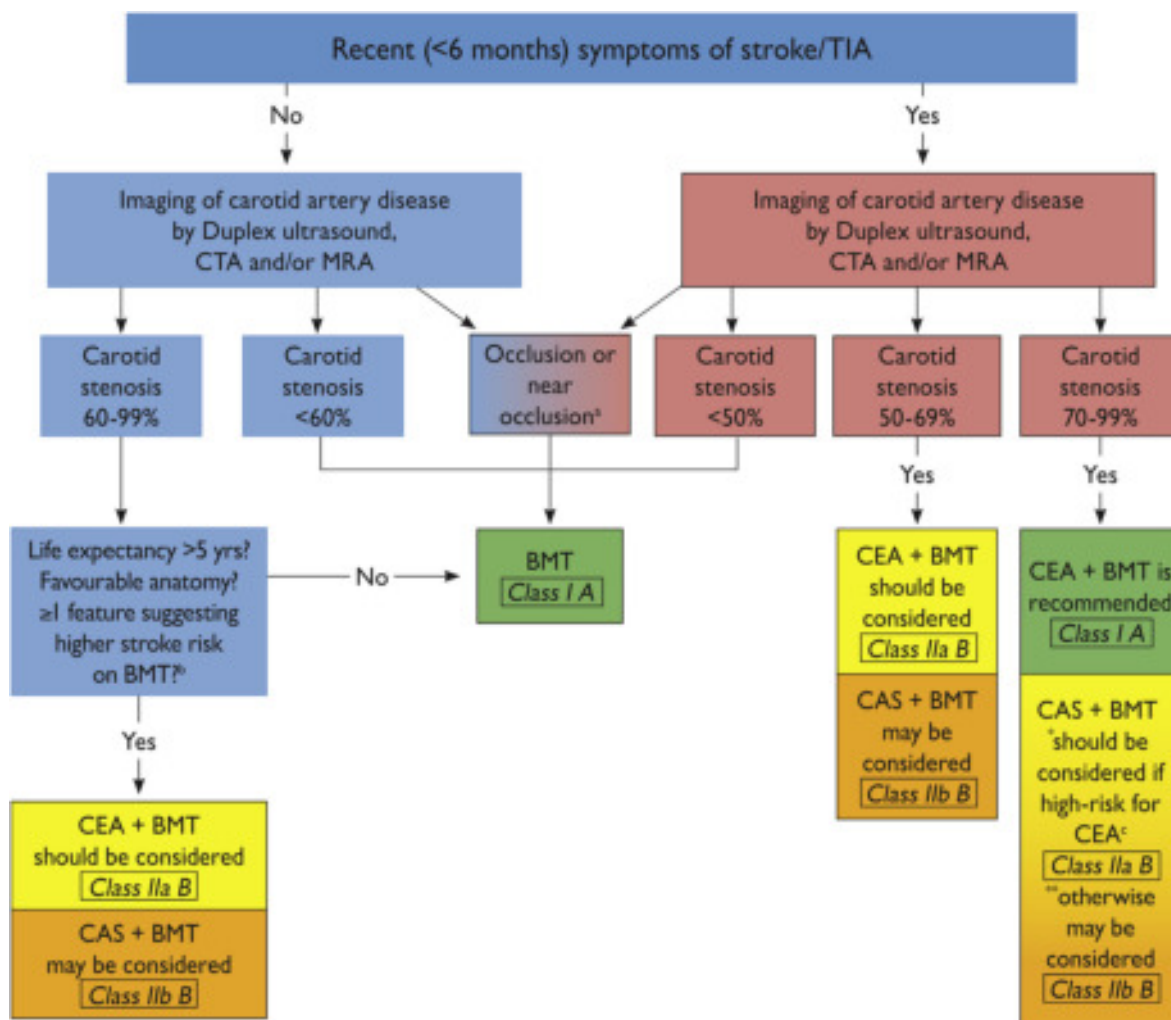 Recent (<6 months) symptoms of stroke/TIA
No
Yes
Imaging of carotid artery disease
by Duplex ultrasound,
CTA and/or MRA
Imaging of carotid artery disease
by Duplex ultrasound,
CTA and/or MRA
Carotid
stenosis
60-99%
Carotid
stenosis
<60%
Occlusion or
near
occlusionᵃ
Carotid
stenosis
<50%
Carotid
stenosis
50-69%
Carotid
stenosis
70-99%
Yes
Yes
Life expectancy >5 yrs?
Favourable anatomy?
≥1 feature suggesting
higher stroke risk
on BMT?ᵇ
No
BMT
Class I A
CEA + BMT
should be
considered
Class IIa B
CAS + BMT
may be
considered
Class IIb B
CEA + BMT is
recommended
Class I A
CAS + BMT
*should be
considered if
high-risk for
CEAᶜ
Class IIa B
**otherwise
may be
considered
Class IIb B
Yes
CEA + BMT
should be considered
Class IIa B
CAS + BMT
may be considered
Class IIb B